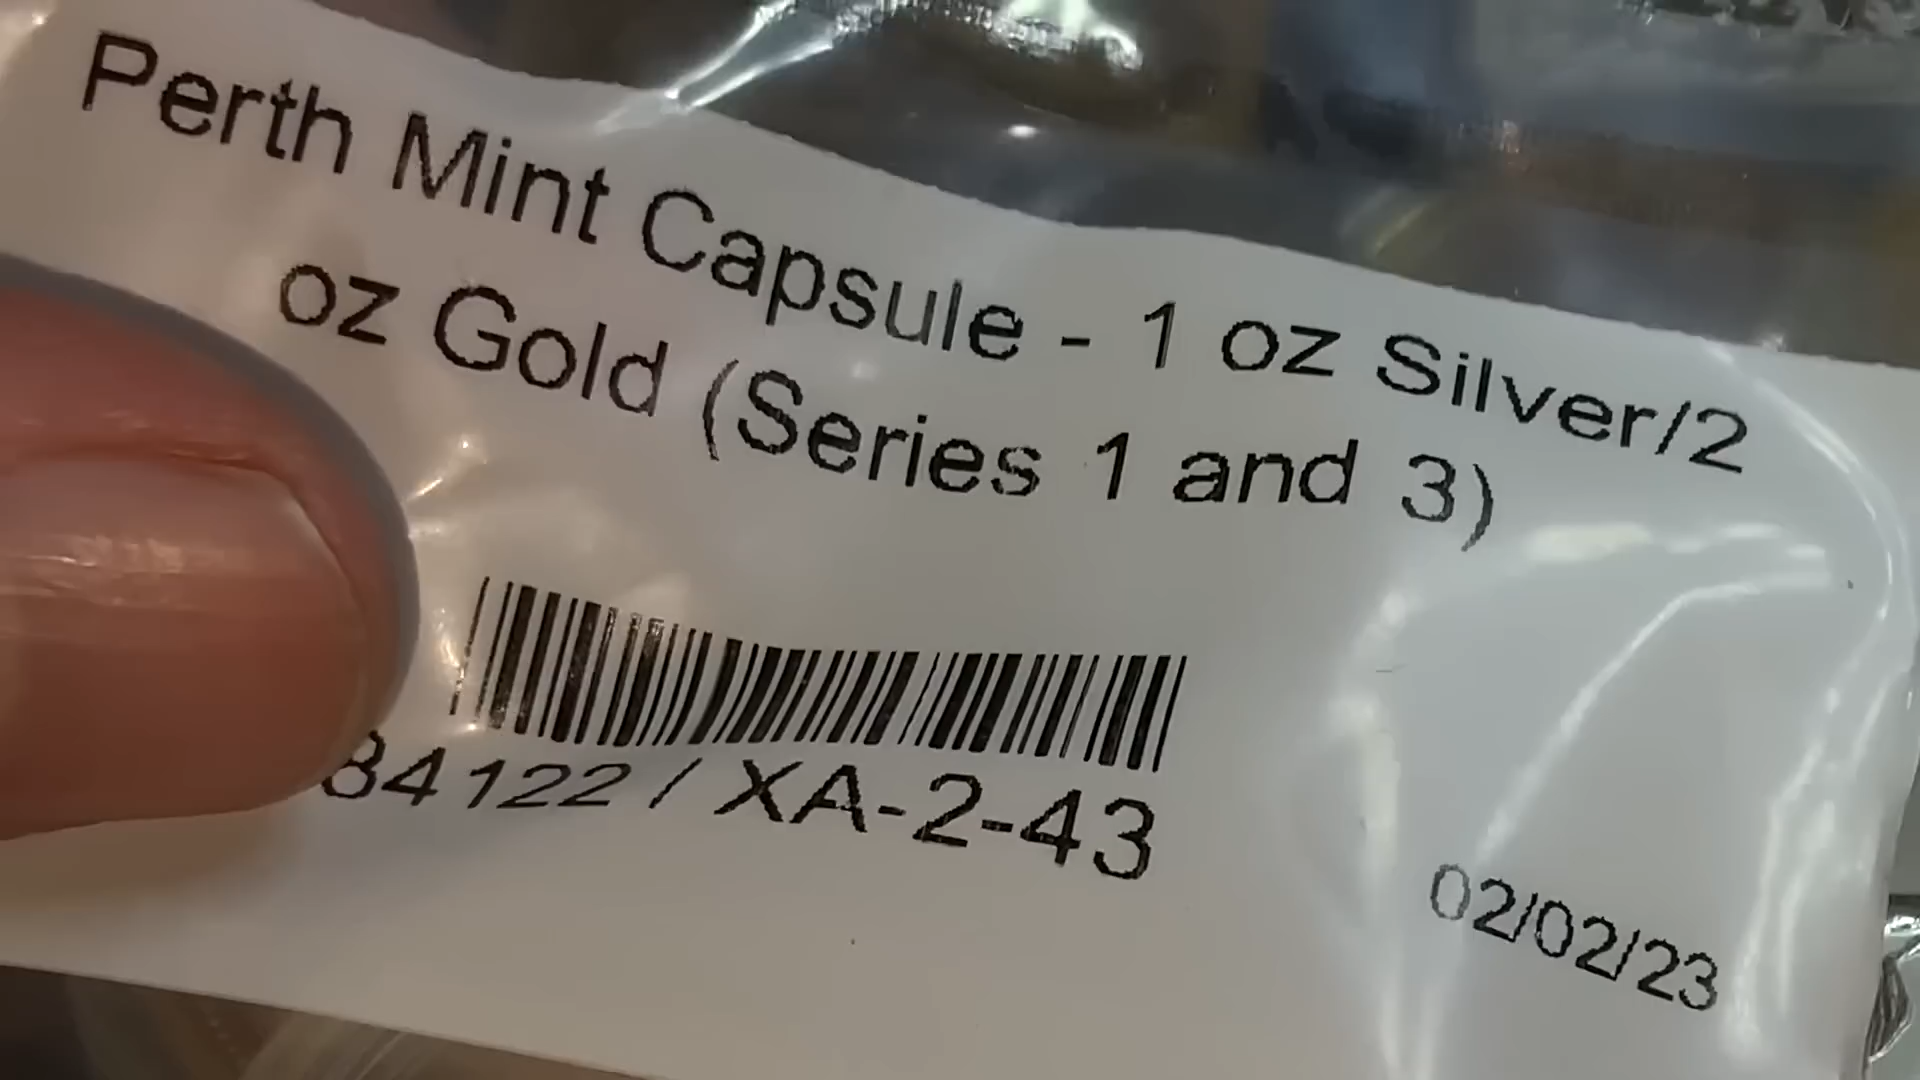 Perth Mint Capsule - 1 oz Silver/2
oz Gold (Series 1 and 3)
84122 / XA-2-43
02/02/23